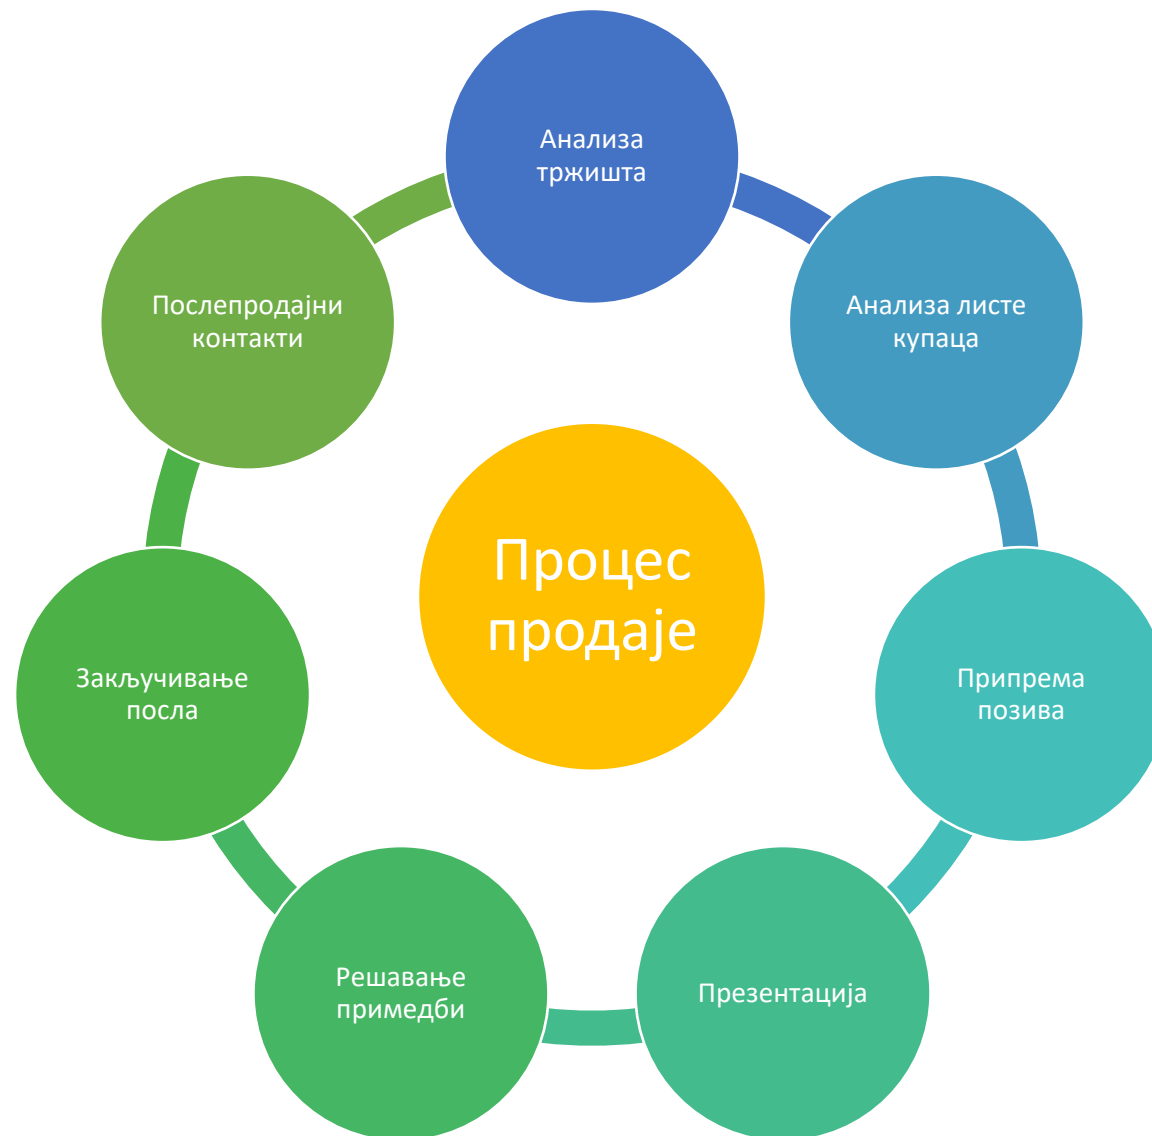 Анализа
тржишта
Анализа листе
купаца
Припрема
позива
Презентација
Решавање
примедби
Закључивање
посла
Послепродајни
контакти
Процес
продаје